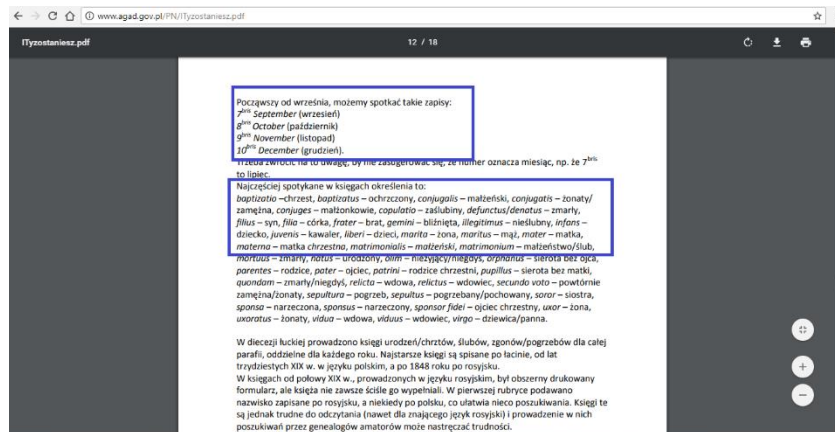 www.agad.gov.pl/PN/ITyzostaniesz.pdf
ITyzostaniesz.pdf
12 / 18
Począwszy od września, możemy spotkać takie zapisy:
7bris September (wrzesień)
8bris October (październik)
9bris November (listopad)
10bris December (grudzień).
Trzeba zwrócić na to uwagę, by nie zasugerować się, że numer oznacza miesiąc, np. że 7bris
to lipiec.
Najczęściej spotykane w księgach określenia to:
baptizatio –chrzest, baptizatus – ochrzczony, conjugalis – małżeński, conjugatis – żonaty/
zamężna, conjuges – małżonkowie, copulatio – zaślubiny, defunctus/denatus – zmarły,
filius – syn, filia – córka, frater – brat, gemini – bliźnięta, illegitimus – nieślubny, infans –
dziecko, juvenis – kawaler, liberi – dzieci, marita – żona, maritus – mąż, mater – matka,
materna – matka chrzestna, matrimonialis – małżeński, matrimonium – małżeństwo/ślub,
mortuus – zmarły, natus – urodzony, olim – nieżyjący/niegdyś, orphanus – sierota bez ojca,
parentes – rodzice, pater – ojciec, patrini – rodzice chrzestni, pupillus – sierota bez matki,
quondam – zmarły/niegdyś, relicta – wdowa, relictus – wdowiec, secundo voto – powtórnie
zamężna/żonaty, sepultura – pogrzeb, sepultus – pogrzebany/pochowany, soror – siostra,
sponsa – narzeczona, sponsus – narzeczony, sponsor fidei – ojciec chrzestny, uxor – żona,
uxoratus – żonaty, vidua – wdowa, viduus – wdowiec, virgo – dziewica/panna.
W diecezji łuckiej prowadzono księgi urodzeń/chrztów, ślubów, zgonów/pogrzebów dla całej
parafii, oddzielne dla każdego roku. Najstarsze księgi są spisane po łacinie, od lat
trzydziestych XIX w. w języku polskim, a po 1848 roku po rosyjsku.
W księgach od połowy XIX w., prowadzonych w języku rosyjskim, był obszerny drukowany
formularz, ale księża nie zawsze ściśle go wypełniali. W pierwszej rubryce podawano
nazwisko zapisane po rosyjsku, a niekiedy po polsku, co ułatwia nieco poszukiwania. Księgi te
są jednak trudne do odczytania (nawet dla znającego język rosyjski) i prowadzenie w nich
poszukiwań przez genealogów amatorów może nastręczać trudności.